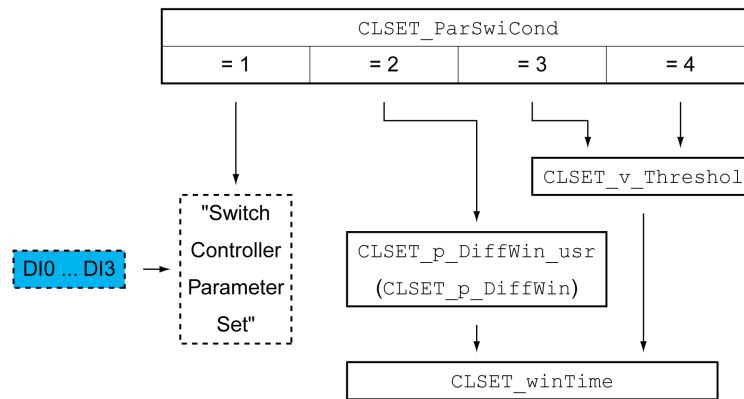 CLSET_ParSwiCond
= 1 = 2 = 3 = 4
CLSET_v_Threshol
"Switch
Controller
Parameter
Set"
CLSET_p_DiffWin_usr
(CLSET_p_DiffWin)
DI0 ... DI3
CLSET_winTime